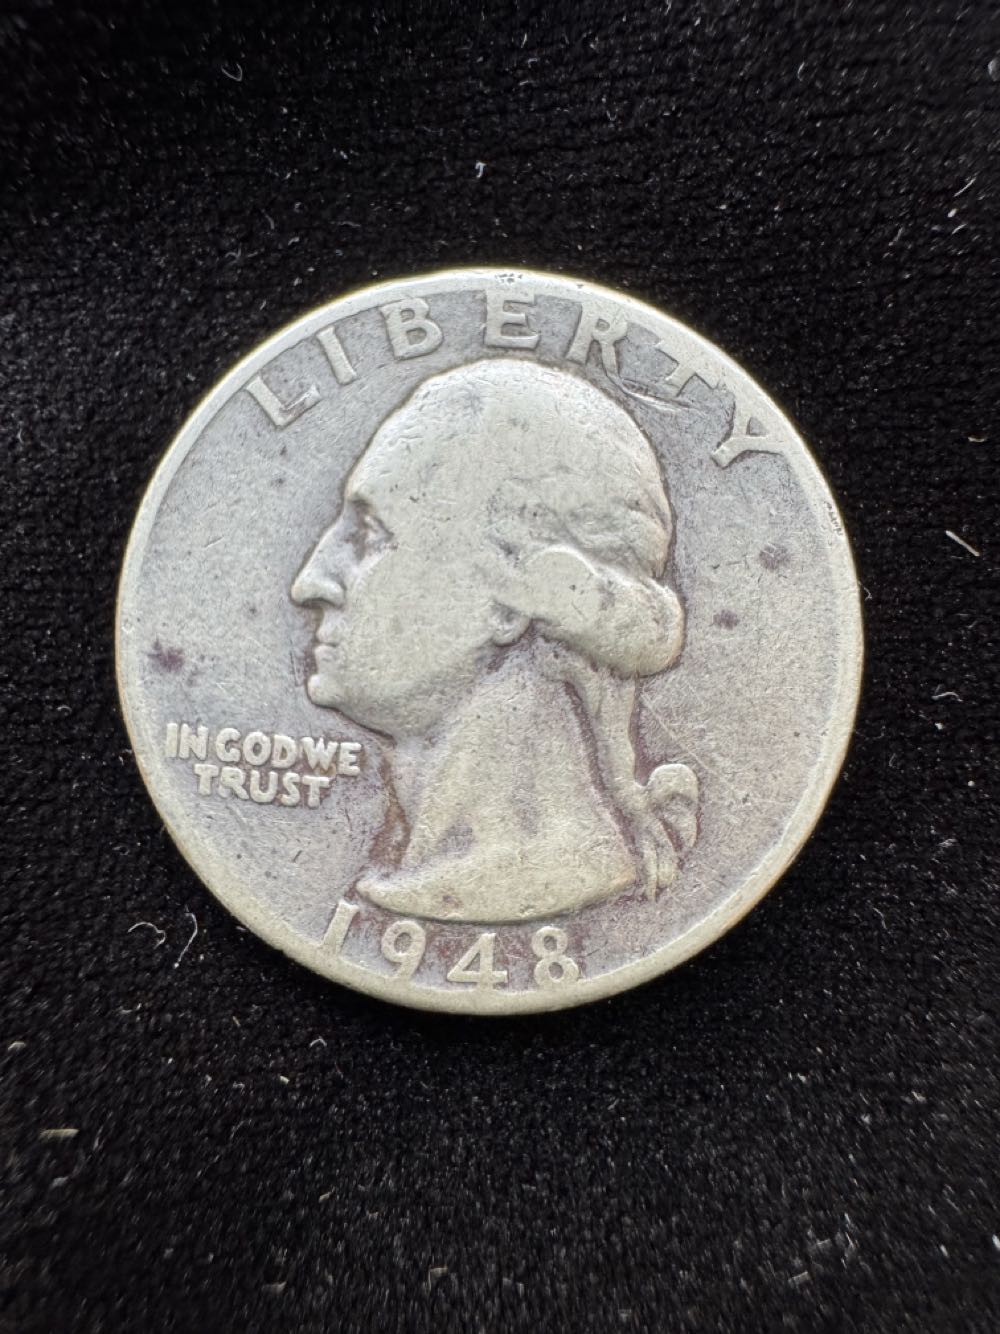 LIBERTY
IN GOD WE
TRUST
1948